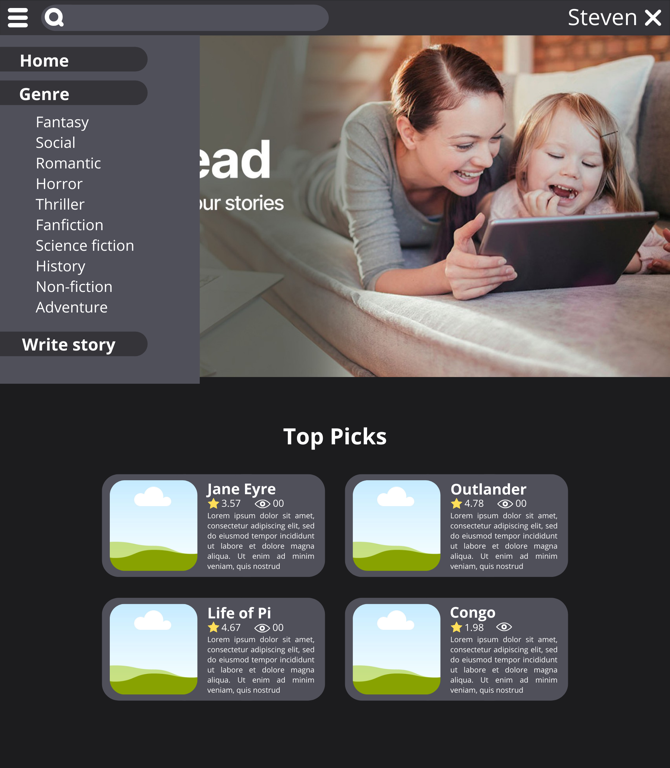 Steven
Home
Genre
Fantasy
Social
Romantic
Horror
Thriller
Fanfiction
Science fiction
History
Non-fiction
Adventure
Write story
ead
our stories
Top Picks
Jane Eyre
3.57 00
Lorem ipsum dolor sit amet,
consectetur adipiscing elit, sed
do eiusmod tempor incididunt
ut labore et dolore magna
aliqua. Ut enim ad minim
veniam, quis nostrud
Outlander
4.78 00
Lorem ipsum dolor sit amet,
consectetur adipiscing elit, sed
do eiusmod tempor incididunt
ut labore et dolore magna
aliqua. Ut enim ad minim
veniam, quis nostrud
Life of Pi
4.67 00
Lorem ipsum dolor sit amet,
consectetur adipiscing elit, sed
do eiusmod tempor incididunt
ut labore et dolore magna
aliqua. Ut enim ad minim
veniam, quis nostrud
Congo
1.98
Lorem ipsum dolor sit amet,
consectetur adipiscing elit, sed
do eiusmod tempor incididunt
ut labore et dolore magna
aliqua. Ut enim ad minim
veniam, quis nostrud